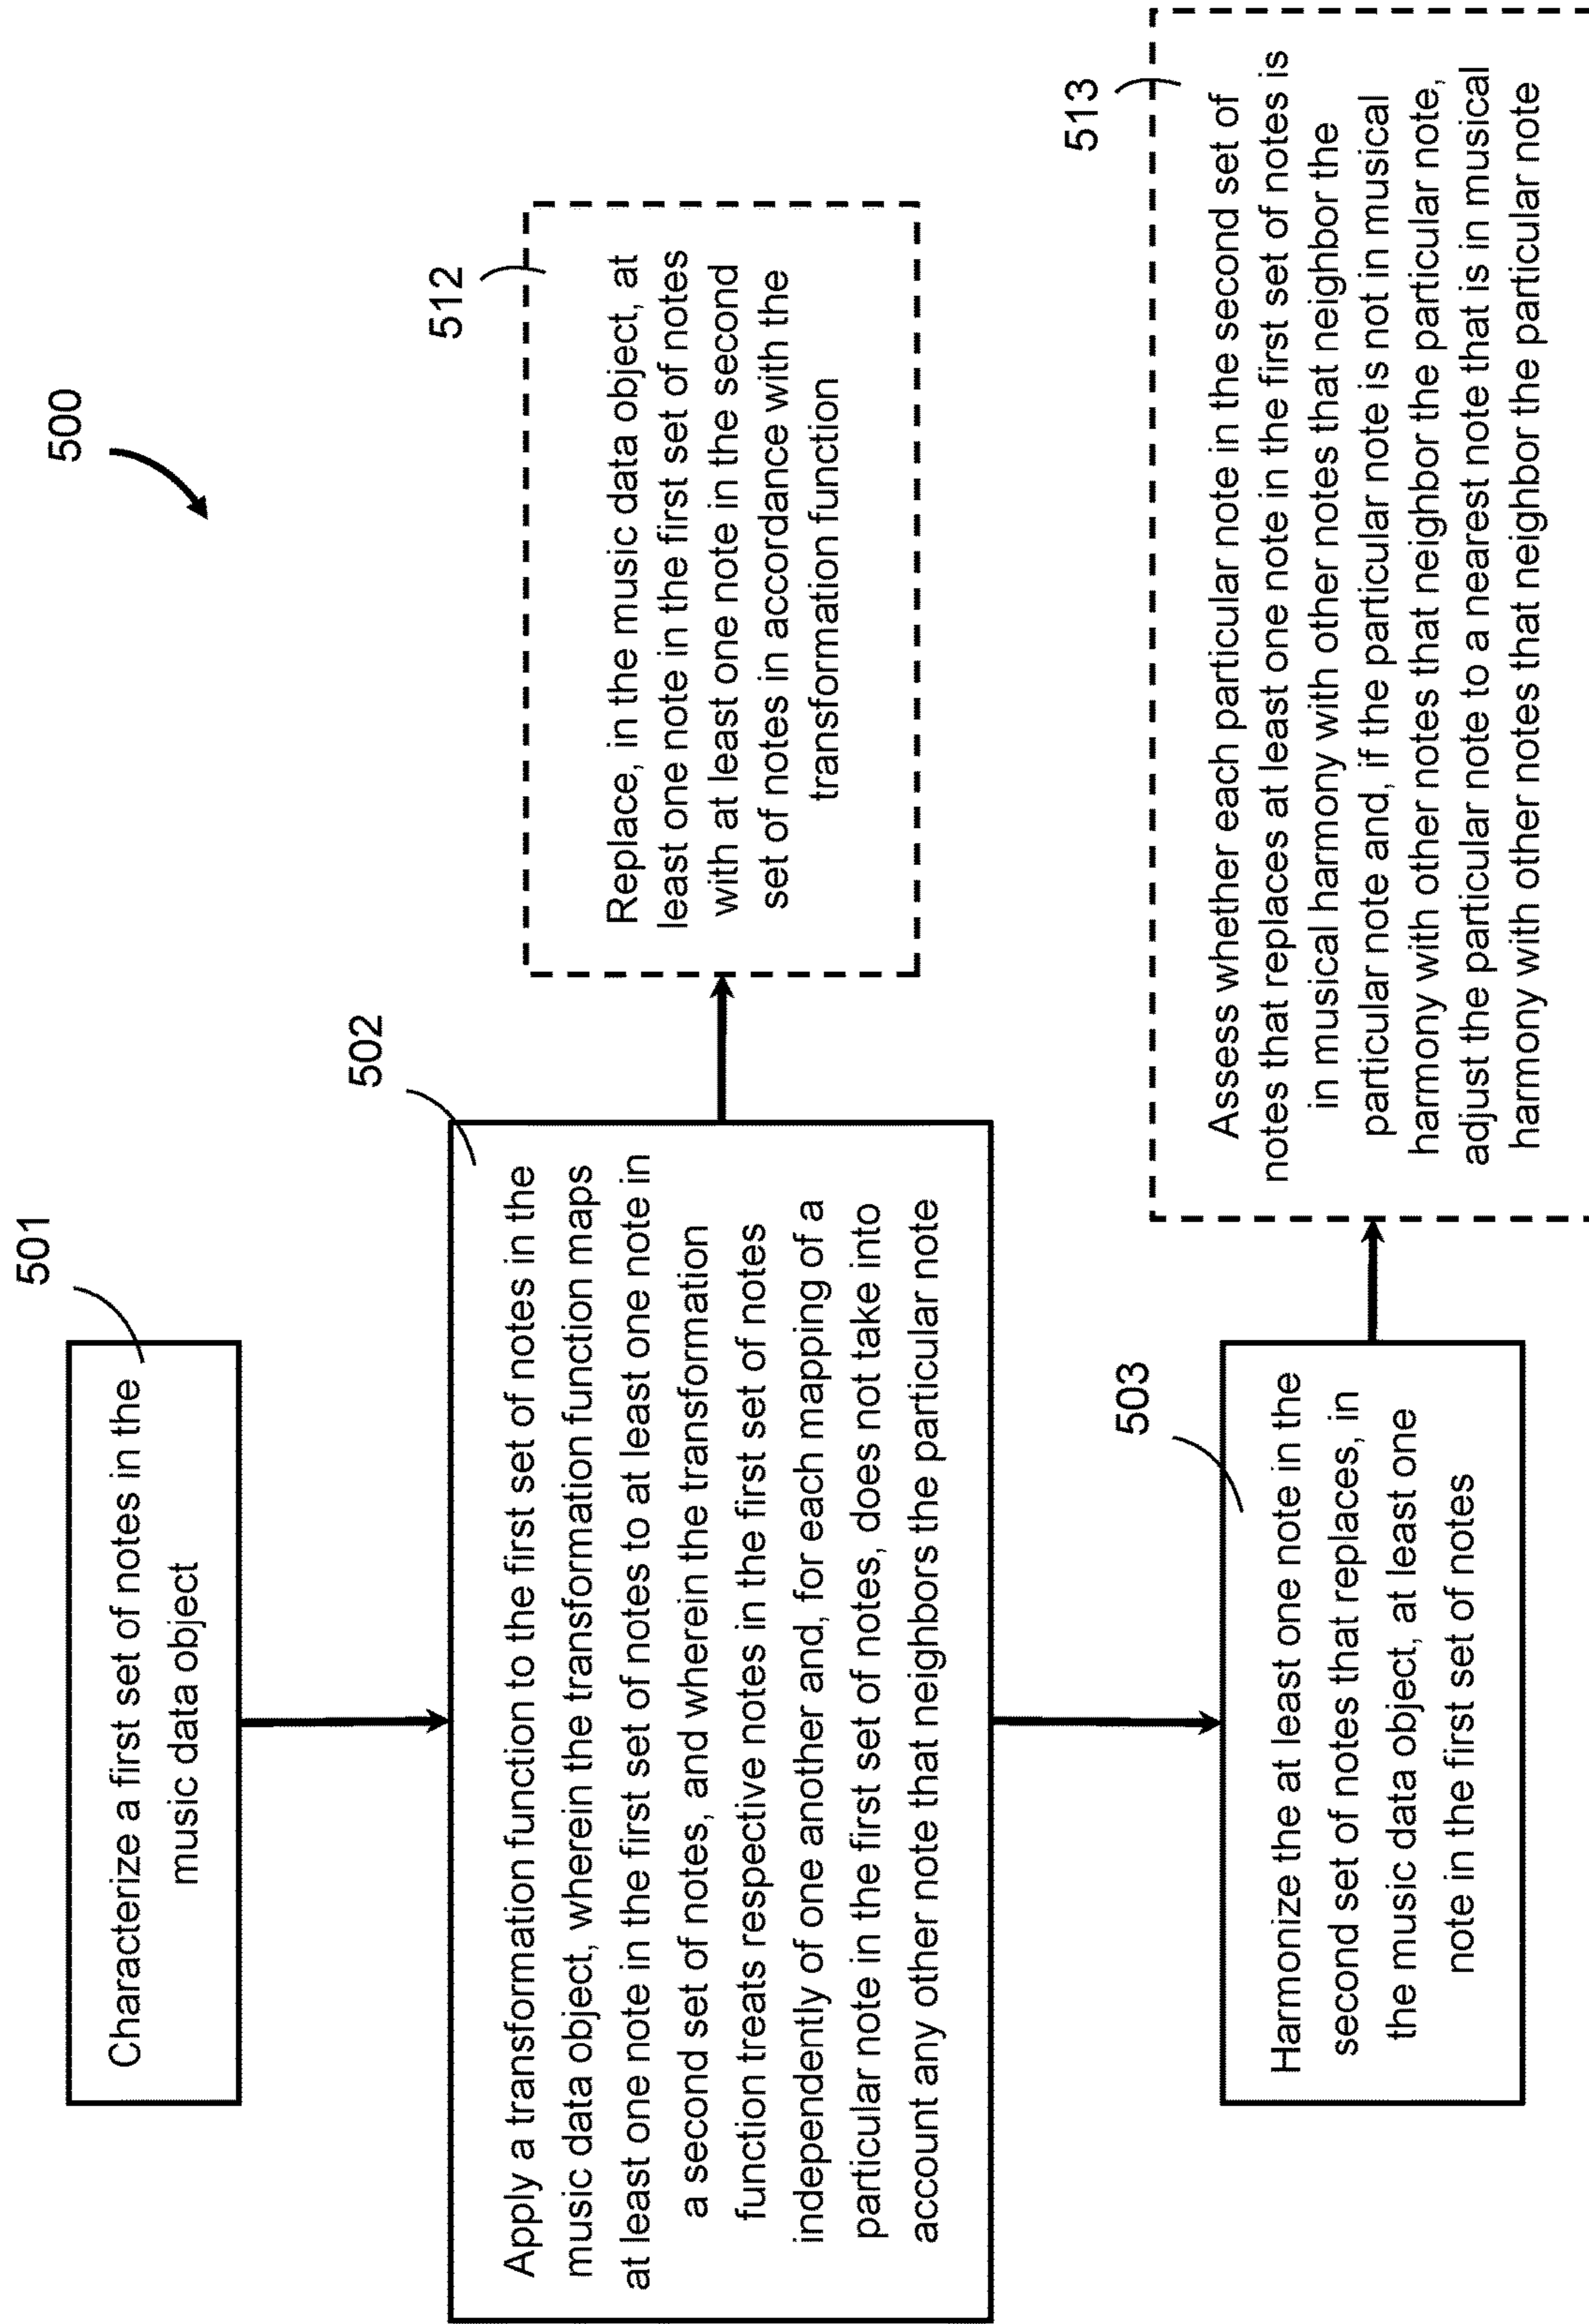 500
501
Characterize a first set of notes in the
music data object
502
Apply a transformation function to the first set of notes in the
music data object, wherein the transformation function maps
at least one note in the first set of notes to at least one note in
a second set of notes, and wherein the transformation
function treats respective notes in the first set of notes
independently of one another and, for each mapping of a
particular note in the first set of notes, does not take into
account any other note that neighbors the particular note
512
Replace, in the music data object, at
least one note in the first set of notes
with at least one note in the second
set of notes in accordance with the
transformation function
503
Harmonize the at least one note in the
second set of notes that replaces, in
the music data object, at least one
note in the first set of notes
513
Assess whether each particular note in the second set of
notes that replaces at least one note in the first set of notes is
in musical harmony with other notes that neighbor the
particular note and, if the particular note is not in musical
harmony with other notes that neighbor the particular note,
adjust the particular note to a nearest note that is in musical
harmony with other notes that neighbor the particular note